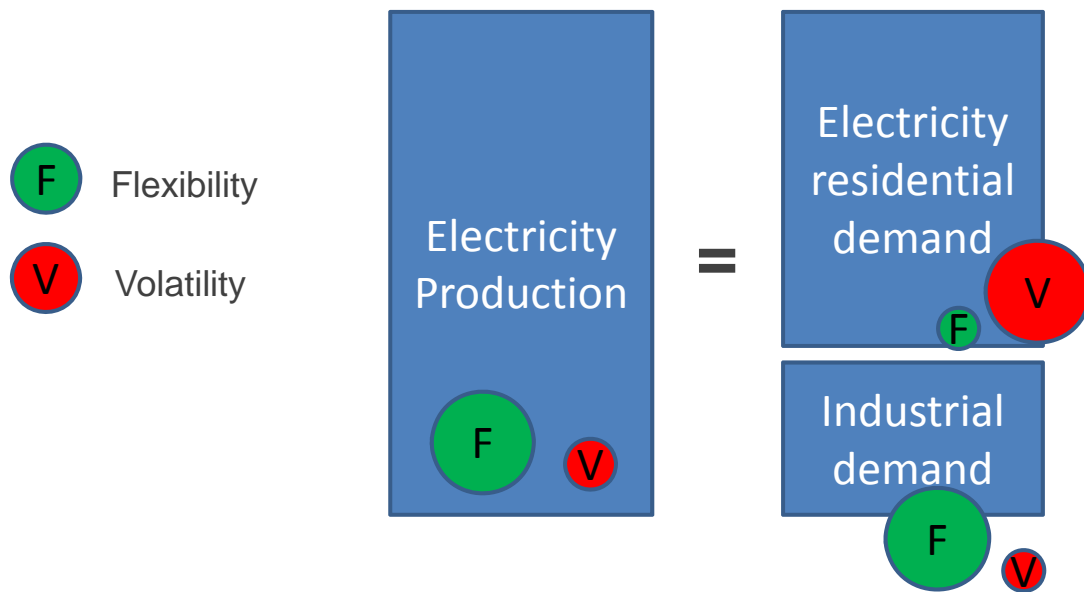 F Flexibility
V Volatility
Electricity
Production
F V
=
Electricity
residential
demand
V
F
Industrial
demand
F
V